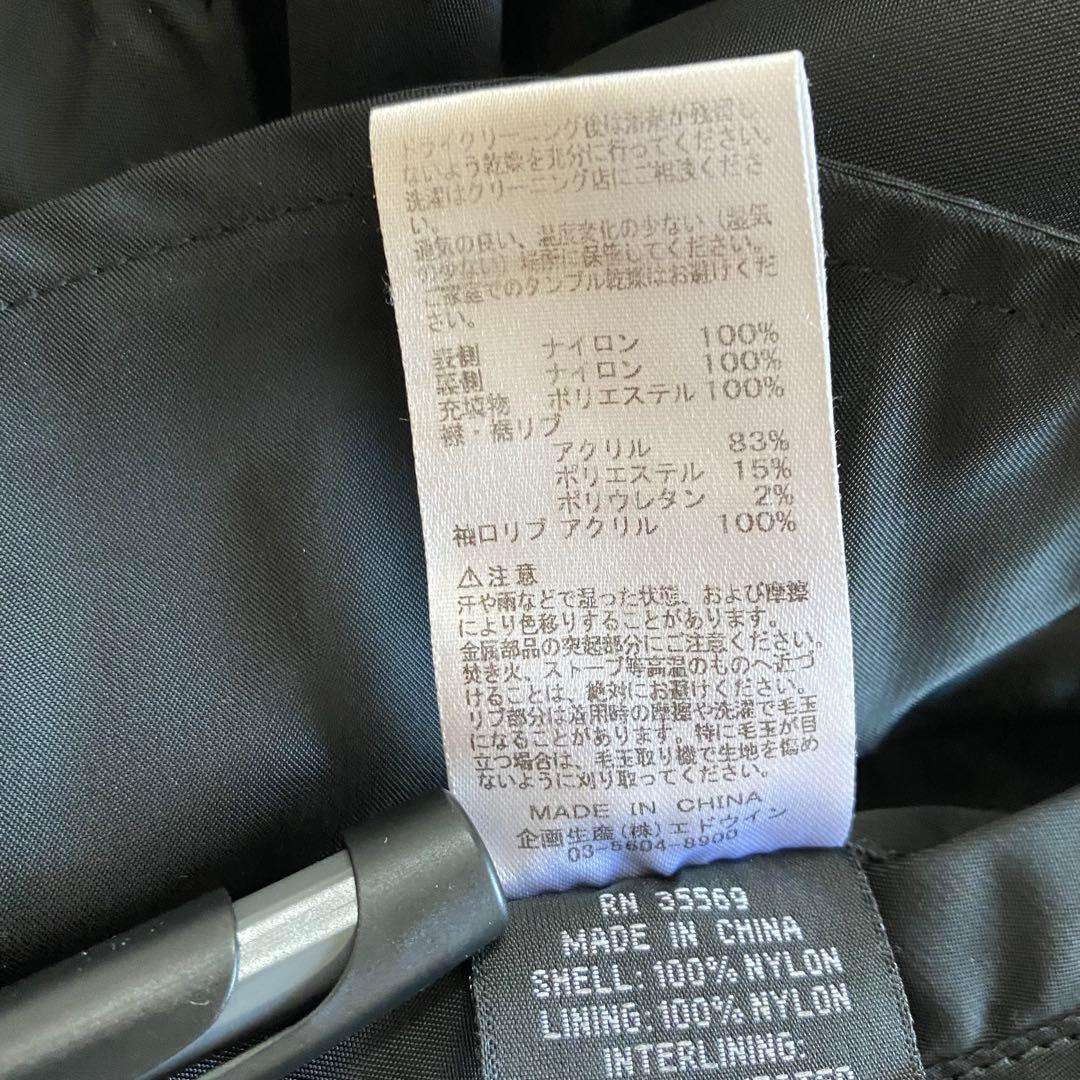 ドライクリーニング後は溶剤が残留し
ないよう乾燥を充分に行ってください。
洗濯はクリーニング店にご相談くださ
い。
通気の良い、温度変化の少ない（湿気
の少ない）場所に保管してください。
ご家庭でのタンブル乾燥はお避けくだ
さい。
表側 ナイロン 100%
裏側 ナイロン 100%
充填物 ポリエステル 100%
襟・裾リブ
アクリル 83%
ポリエステル 15%
ポリウレタン 2%
袖口リブ アクリル 100%
⚠注意
汗や雨などで湿った状態、および摩擦
により色移りすることがあります。
金属部品の突起部分にご注意ください。
焚き火、ストーブ等高温のものへ近づ
けることは、絶対にお避けください。
リブ部分は着用時の摩擦や洗濯で毛玉
になることがあります。特に毛玉が目
立つ場合は、毛玉取り機で生地を傷め
ないように刈り取ってください。
MADE IN CHINA
企画生産(株)エドウイン
03-5604-8900
RN 35569
MADE IN CHINA
SHELL:100%NYLON
LINING:100%NYLON
INTERLINING: